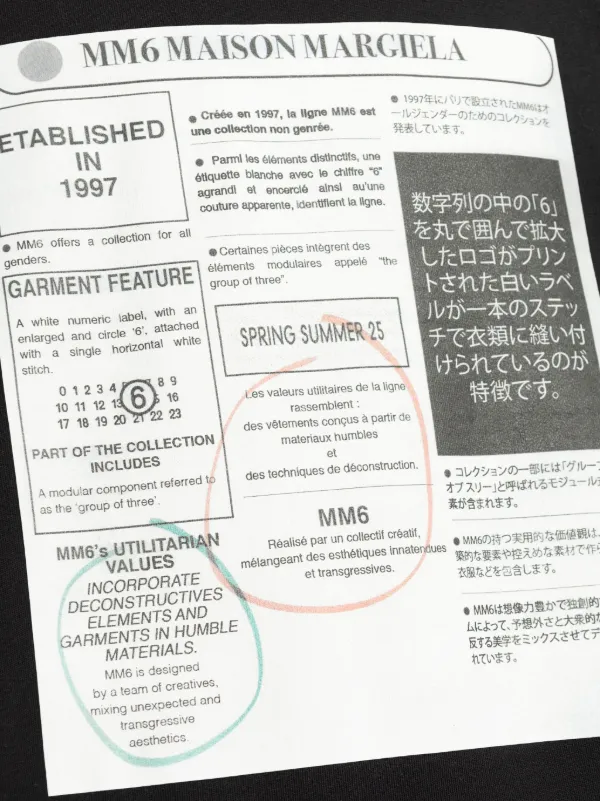 MM6 MAISON MARGIELA
ETABLISHED
IN
1997
● MM6 offers a collection for all
genders.
GARMENT FEATURE
A white numeric label, with an
enlarged and circle '6', attached
with a single horizontal white
stitch.
0 1 2 3 4 8 9
10 11 12 13 6 16
17 18 19 20 21 22 23
PART OF THE COLLECTION
INCLUDES
A modular component referred to
as the 'group of three'.
MM6's UTILITARIAN
VALUES
INCORPORATE
DECONSTRUCTIVES
ELEMENTS AND
GARMENTS IN HUMBLE
MATERIALS.
MM6 is designed
by a team of creatives,
mixing unexpected and
transgressive
aesthetics.
● Créée en 1997, la ligne MM6 est
une collection non genrée.
● Parmi les éléments distinctifs, une
étiquette blanche avec le chiffre "6"
agrandi et encerclé ainsi qu'une
couture apparente, identifient la ligne.
● Certaines pièces intègrent des
éléments modulaires appelé "the
group of three".
SPRING SUMMER 25
Les valeurs utilitaires de la ligne
rassemblent :
des vêtements conçus à partir de
materiaux humbles
et
des techniques de déconstruction.
MM6
Réalisé par un collectif créatif,
mélangeant des esthétiques innatendues
et transgressives.
● 1997年にパリで設立されたMM6はオ
ールジェンダーのためのコレクションを
発表しています。
数字列の中の「6」
を丸で囲んで拡大
したロゴがプリン
トされた白いラベ
ルが一本のステッ
チで衣類に縫い付
けられているのが
特徴です。
● コレクションの一部には「グループ
オブスリー」と呼ばれるモジュール
素が含まれます。
● MM6の持つ実用的な価値観は、
築的な要素や控えめな素材で作ら
衣服などを包含します。
● MM6は想像力豊かで独創的
ムによって、予想外さと大衆的な
反する美学をミックスさせてデ
れています。